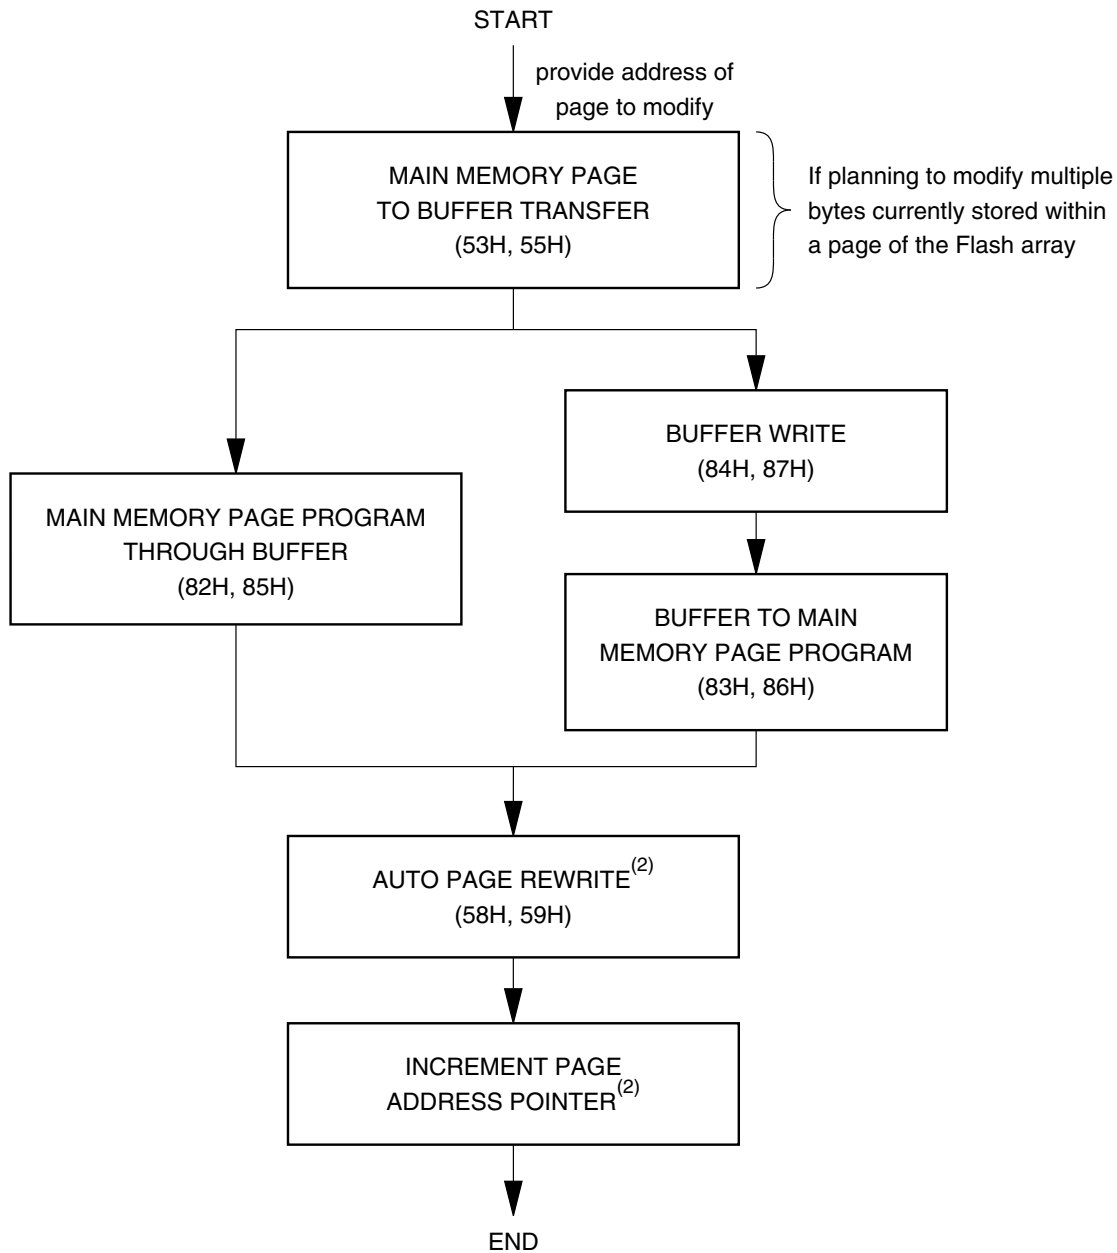 START
provide address of
page to modify
MAIN MEMORY PAGE
TO BUFFER TRANSFER
(53H, 55H)
If planning to modify multiple
bytes currently stored within
a page of the Flash array
BUFFER WRITE
(84H, 87H)
MAIN MEMORY PAGE PROGRAM
THROUGH BUFFER
(82H, 85H)
BUFFER TO MAIN
MEMORY PAGE PROGRAM
(83H, 86H)
AUTO PAGE REWRITE(2)
(58H, 59H)
INCREMENT PAGE
ADDRESS POINTER(2)
END